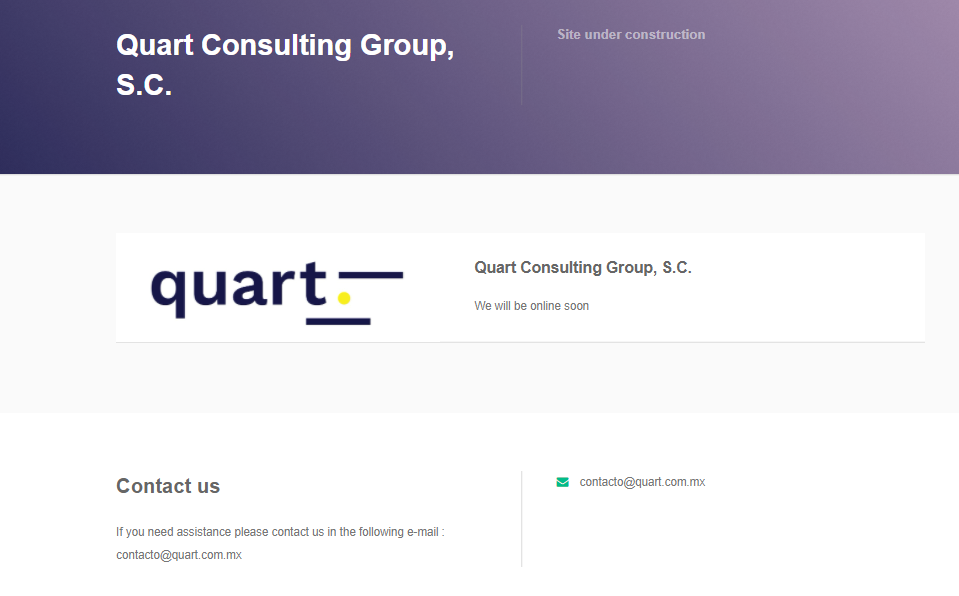 Quart Consulting Group,
S.C.
Site under construction
quart.
Quart Consulting Group, S.C.
We will be online soon
Contact us
If you need assistance please contact us in the following e-mail :
contacto@quart.com.mx
contacto@quart.com.mx